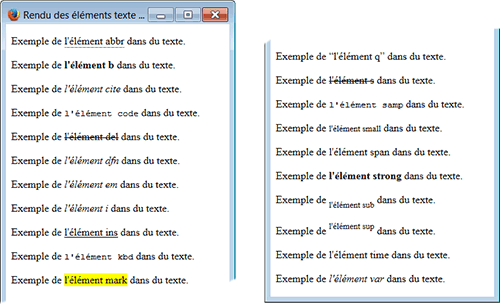 Rendu des éléments texte ...
Exemple de l'élément abbr dans du texte.
Exemple de l'élément b dans du texte.
Exemple de l'élément cite dans du texte.
Exemple de l'élément code dans du texte.
Exemple de l'élément del dans du texte.
Exemple de l'élément dfn dans du texte.
Exemple de l'élément em dans du texte.
Exemple de l'élément i dans du texte.
Exemple de l'élément ins dans du texte.
Exemple de l'élément kbd dans du texte.
Exemple de l'élément mark dans du texte.
Exemple de “l'élément q” dans du texte.
Exemple de l'élément s dans du texte.
Exemple de l'élément samp dans du texte.
Exemple de l'élément small dans du texte.
Exemple de l'élément span dans du texte.
Exemple de l'élément strong dans du texte.
Exemple de l'élément sub dans du texte.
Exemple de l'élément sup dans du texte.
Exemple de l'élément time dans du texte.
Exemple de l'élément var dans du texte.